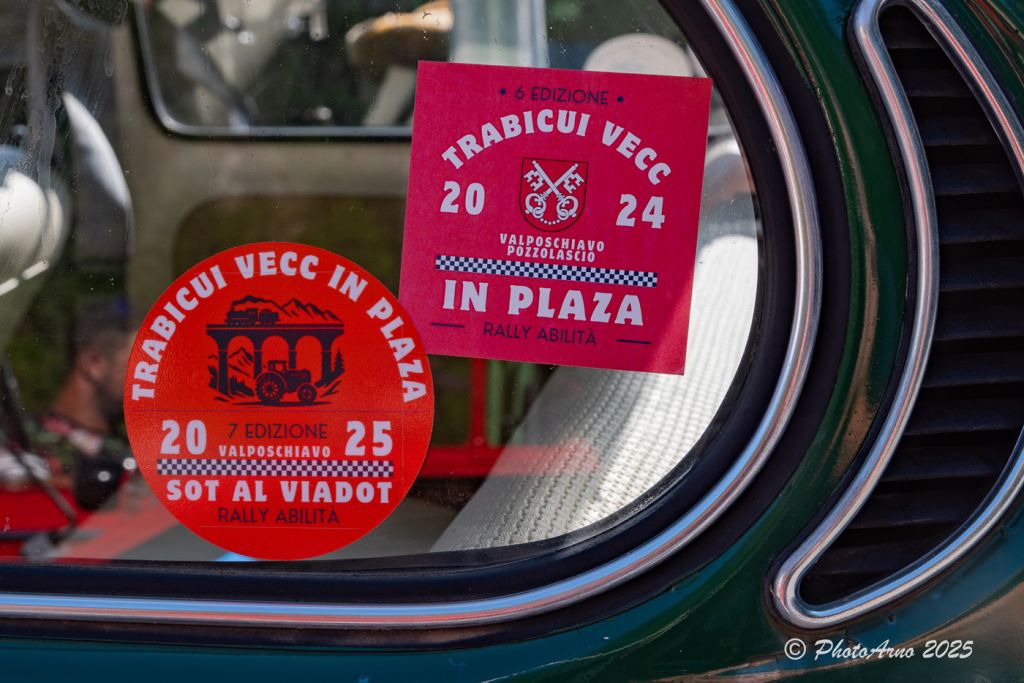 • 6 EDIZIONE •
TRABICUI VECC
20 24
VALPOSCHIAVO
POZZOLASCIO
IN PLAZA
RALLY ABILITÀ
TRABICUI VECC IN PLAZA
20 7 EDIZIONE 25
VALPOSCHIAVO
SOT AL VIADOT
RALLY ABILITÀ
© PhotoArno 2025